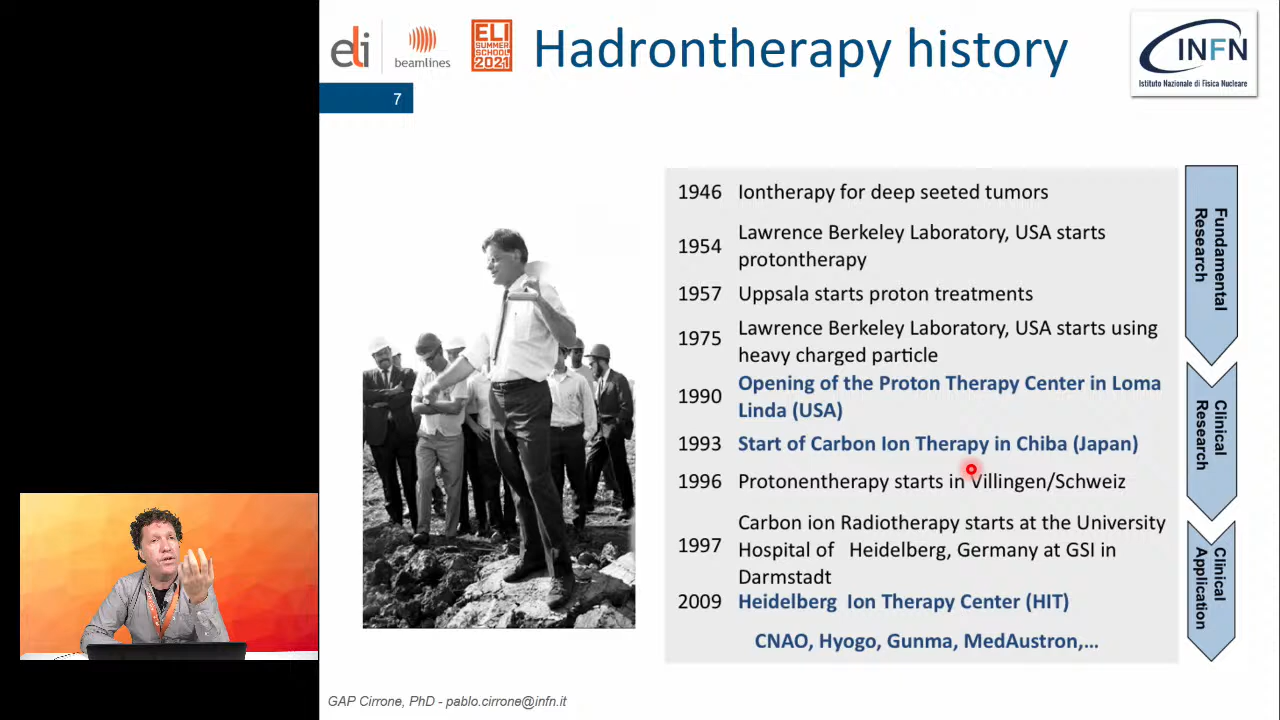 eli
beamlines
ELI
SUMMER
SCHOOL
2021
Hadrontherapy history
INFN
Istituto Nazionale di Fisica Nucleare
7
1946 Iontherapy for deep seeted tumors
1954 Lawrence Berkeley Laboratory, USA starts
protontherapy
1957 Uppsala starts proton treatments
1975 Lawrence Berkeley Laboratory, USA starts using
heavy charged particle
1990 Opening of the Proton Therapy Center in Loma
Linda (USA)
1993 Start of Carbon Ion Therapy in Chiba (Japan)
1996 Protonentherapy starts in Villingen/Schweiz
1997 Carbon ion Radiotherapy starts at the University
Hospital of Heidelberg, Germany at GSI in
Darmstadt
2009 Heidelberg Ion Therapy Center (HIT)
CNAO, Hyogo, Gunma, MedAustron,...
Fundamental
Research
Clinical
Research
Clinical
Application
GAP Cirrone, PhD - pablo.cirrone@infn.it